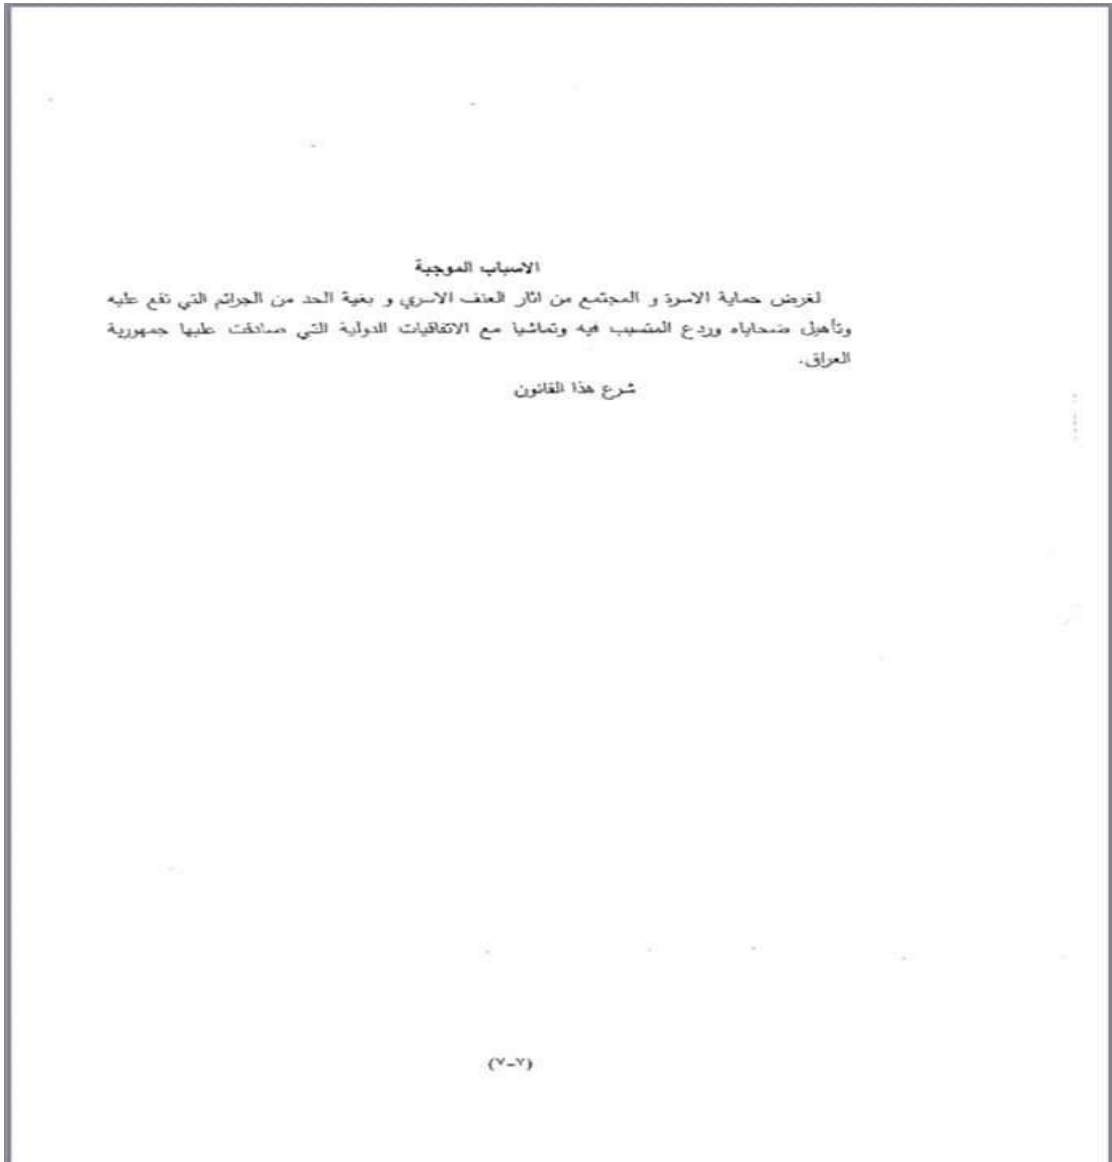 الاسباب الموجبة
لغرض حماية الاسرة و المجتمع من اثار العنف الاسري و بغية الحد من الجرائم التي تقع عليه
وتأهيل ضحاياه وردع المتسبب فيه وتماشيا مع الاتفاقيات الدولية التي صادقت عليها جمهورية
العراق.
شرع هذا القانون
(٧-٧)